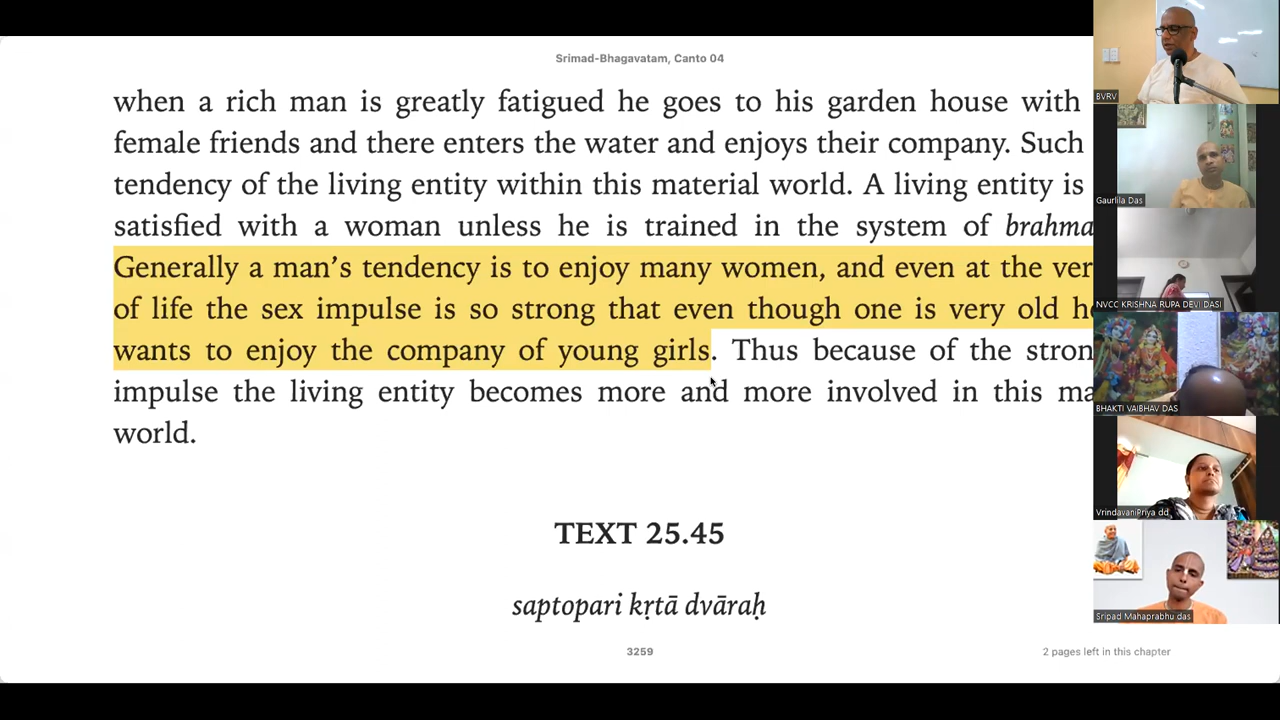 Srimad-Bhagavatam, Canto 04
when a rich man is greatly fatigued he goes to his garden house with
female friends and there enters the water and enjoys their company. Such
tendency of the living entity within this material world. A living entity is
satisfied with a woman unless he is trained in the system of brahma
Generally a man’s tendency is to enjoy many women, and even at the ver
of life the sex impulse is so strong that even though one is very old h
wants to enjoy the company of young girls. Thus because of the stron
impulse the living entity becomes more and more involved in this ma
world.
TEXT 25.45
saptopari kṛtā dvāraḥ
3259
2 pages left in this chapter
BVRV
Gaurlila Das
NVCC KRISHNA RUPA DEVI DASI
BHAKTI VAIBHAV DAS
VrindavaniPriya dd
Sripad Mahaprabhu das